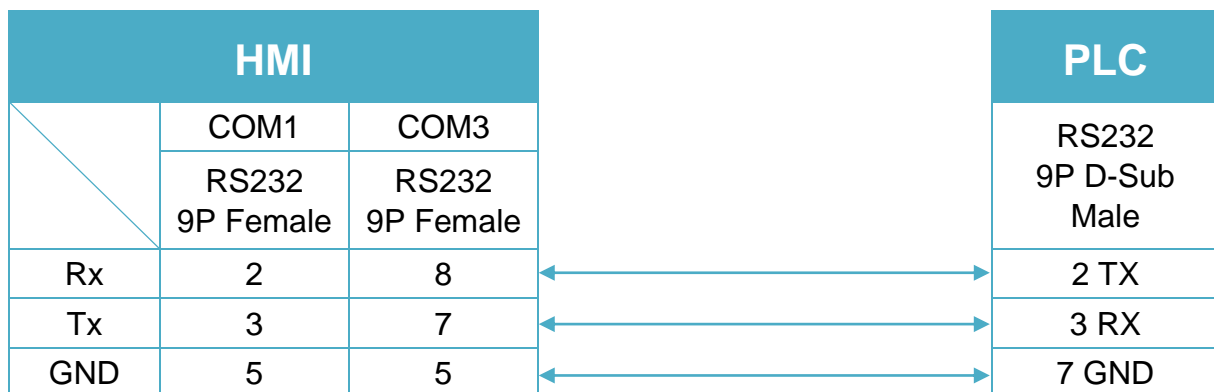 HMI
PLC
COM1 COM3
RS232
9P Female
RS232
9P Female
RS232
9P D-Sub
Male
Rx 2 8 2 TX
Tx 3 7 3 RX
GND 5 5 7 GND